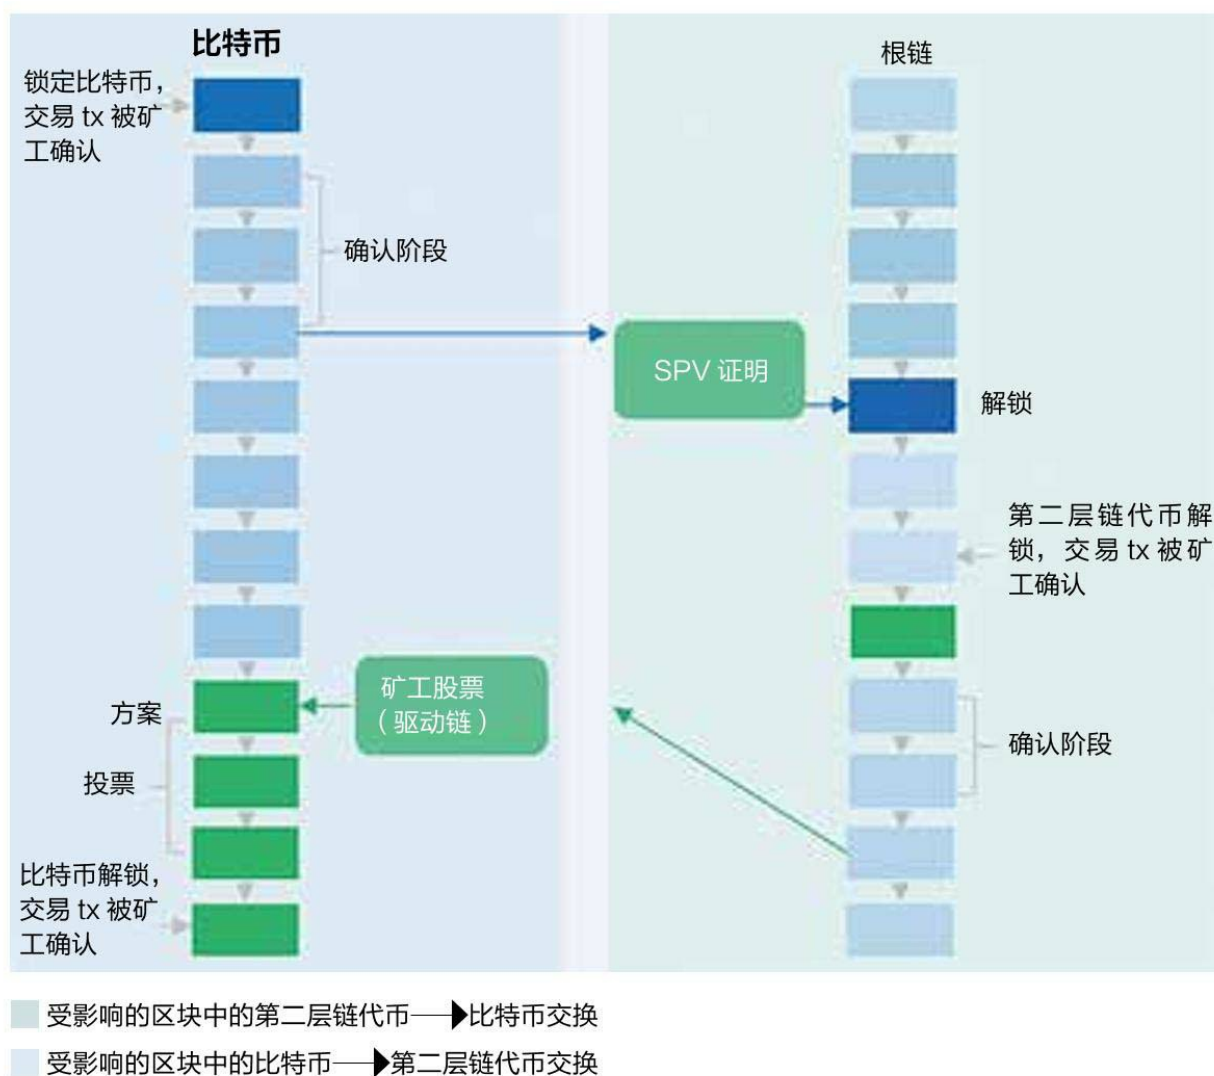 比特币
根链
锁定比特币，
交易 tx 被矿
工确认
确认阶段
SPV 证明
解锁
第二层链代币解
锁，交易 tx 被矿
工确认
矿工股票
（驱动链）
方案
投票
确认阶段
比特币解锁，
交易 tx 被矿
工确认
受影响的区块中的第二层链代币→比特币交换
受影响的区块中的比特币→第二层链代币交换